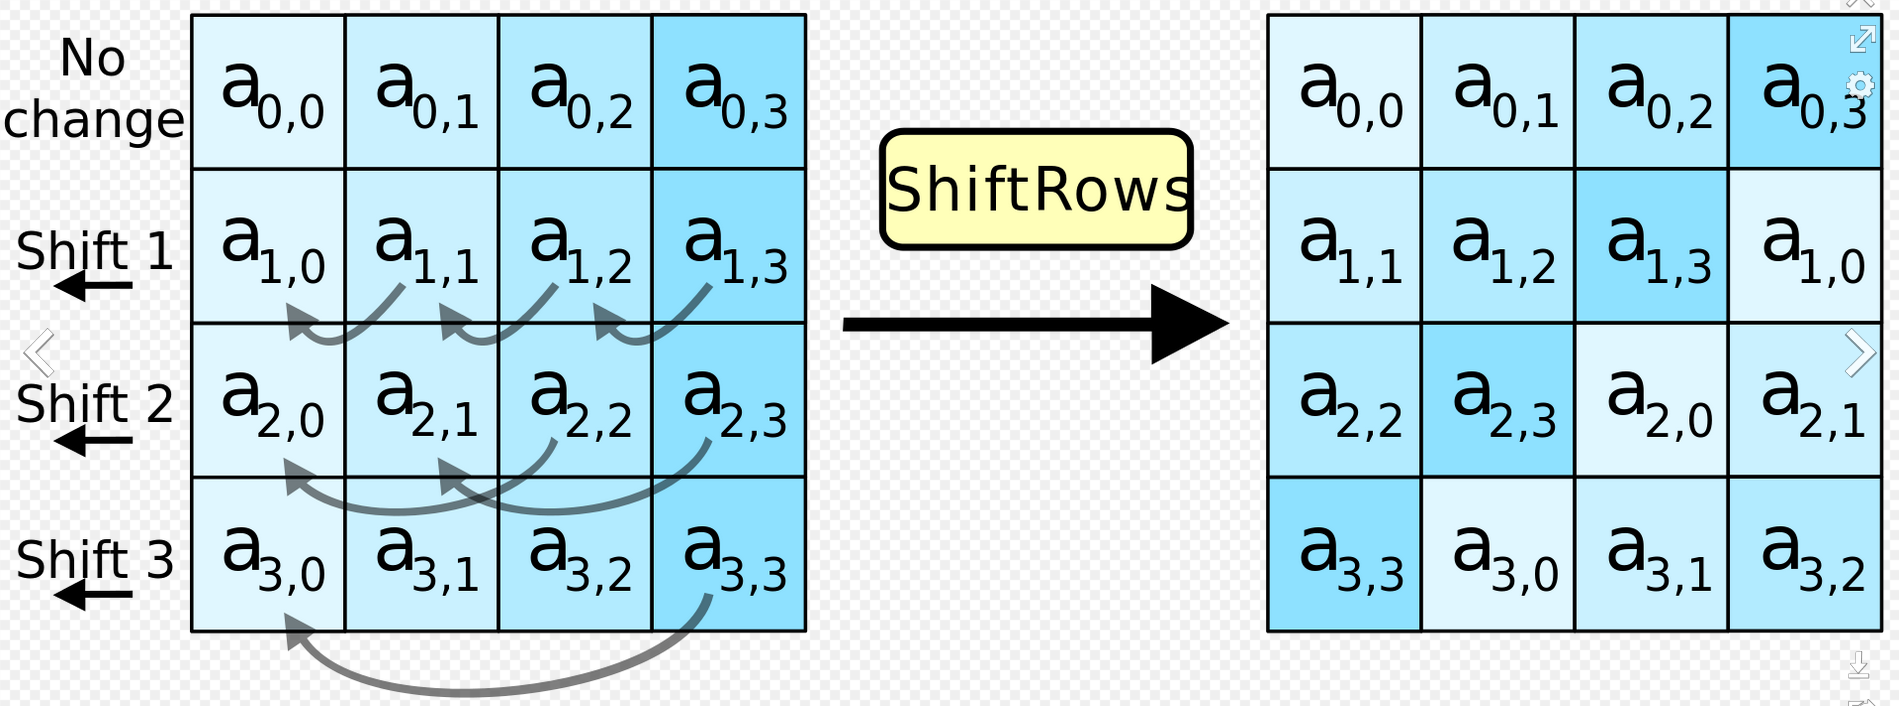 No
change
a0,0 a0,1 a0,2 a0,3
Shift 1
a1,0 a1,1 a1,2 a1,3
Shift 2
a2,0 a2,1 a2,2 a2,3
Shift 3
a3,0 a3,1 a3,2 a3,3
ShiftRows
a0,0 a0,1 a0,2 a0,3
a1,1 a1,2 a1,3 a1,0
a2,2 a2,3 a2,0 a2,1
a3,3 a3,0 a3,1 a3,2